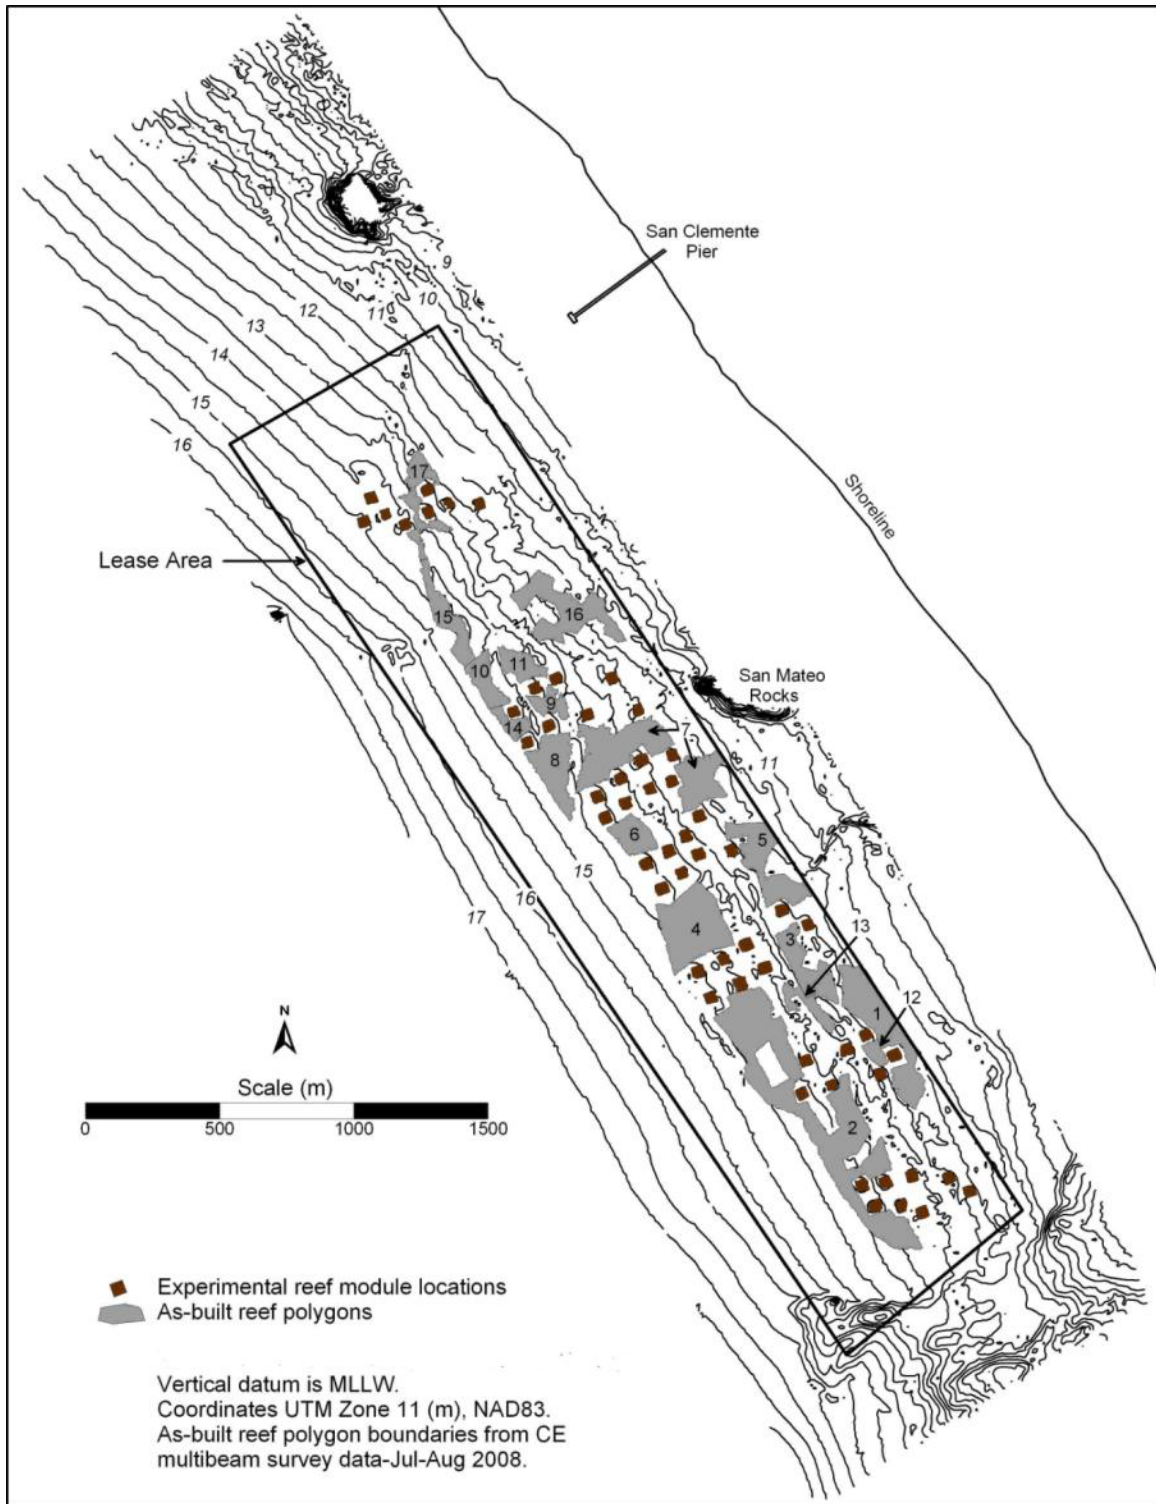 San Clemente
Pier
9
10
11
12
13
14
15
16
Shoreline
17
Lease Area
15
16
10
11
9
14
8
7
San Mateo
Rocks
11
6
5
15
16
17
4
3
13
1
12
2
N
Scale (m)
0 500 1000 1500
Experimental reef module locations
As-built reef polygons
Vertical datum is MLLW.
Coordinates UTM Zone 11 (m), NAD83.
As-built reef polygon boundaries from CE
multibeam survey data-Jul-Aug 2008.